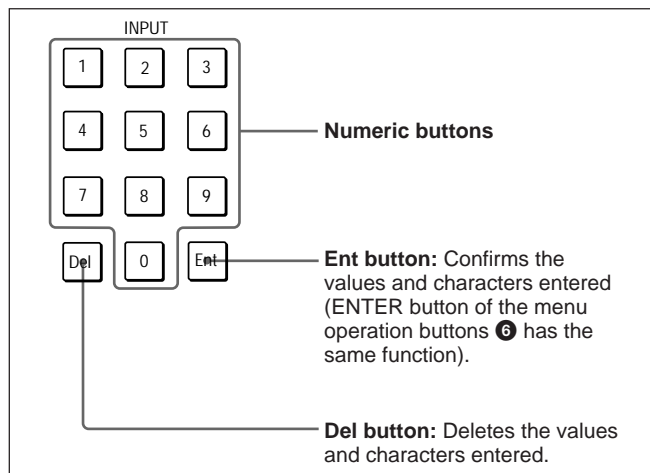 INPUT
1 2 3
4 5 6
Numeric buttons
7 8 9
Del 0 Ent
Ent button: Confirms the
values and characters entered
(ENTER button of the menu
operation buttons ❻ has the
same function).
Del button: Deletes the values
and characters entered.